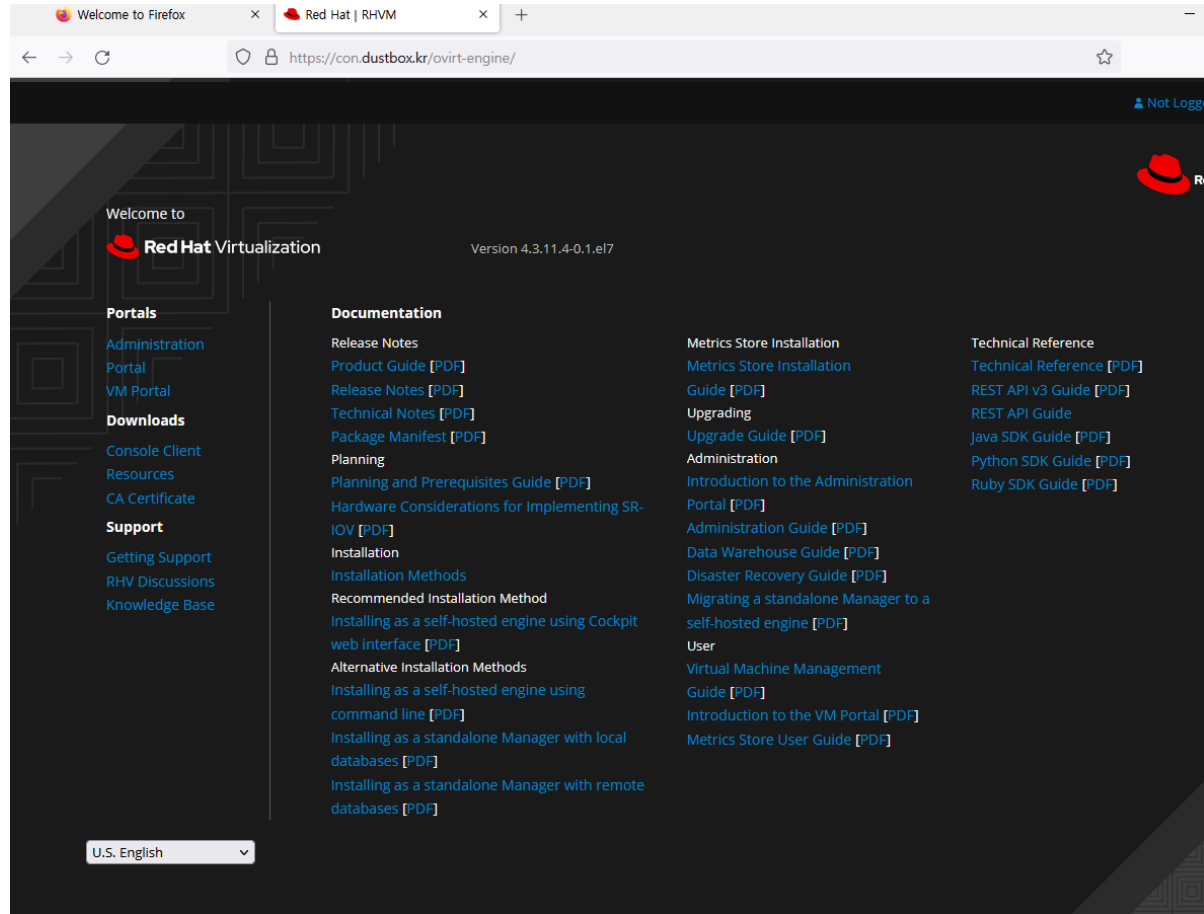 Welcome to Firefox
Red Hat | RHVM
https://con.dustbox.kr/ovirt-engine/
Not Logge
Welcome to
Red Hat Virtualization
Version 4.3.11.4-0.1.el7
Portals
Administration
Portal
VM Portal
Downloads
Console Client
Resources
CA Certificate
Support
Getting Support
RHV Discussions
Knowledge Base
Documentation
Release Notes
Product Guide [PDF]
Release Notes [PDF]
Technical Notes [PDF]
Package Manifest [PDF]
Planning
Planning and Prerequisites Guide [PDF]
Hardware Considerations for Implementing SR-
IOV [PDF]
Installation
Installation Methods
Recommended Installation Method
Installing as a self-hosted engine using Cockpit
web interface [PDF]
Alternative Installation Methods
Installing as a self-hosted engine using
command line [PDF]
Installing as a standalone Manager with local
databases [PDF]
Installing as a standalone Manager with remote
databases [PDF]
Metrics Store Installation
Metrics Store Installation
Guide [PDF]
Upgrading
Upgrade Guide [PDF]
Administration
Introduction to the Administration
Portal [PDF]
Administration Guide [PDF]
Data Warehouse Guide [PDF]
Disaster Recovery Guide [PDF]
Migrating a standalone Manager to a
self-hosted engine [PDF]
User
Virtual Machine Management
Guide [PDF]
Introduction to the VM Portal [PDF]
Metrics Store User Guide [PDF]
Technical Reference
Technical Reference [PDF]
REST API v3 Guide [PDF]
REST API Guide
Java SDK Guide [PDF]
Python SDK Guide [PDF]
Ruby SDK Guide [PDF]
U.S. English